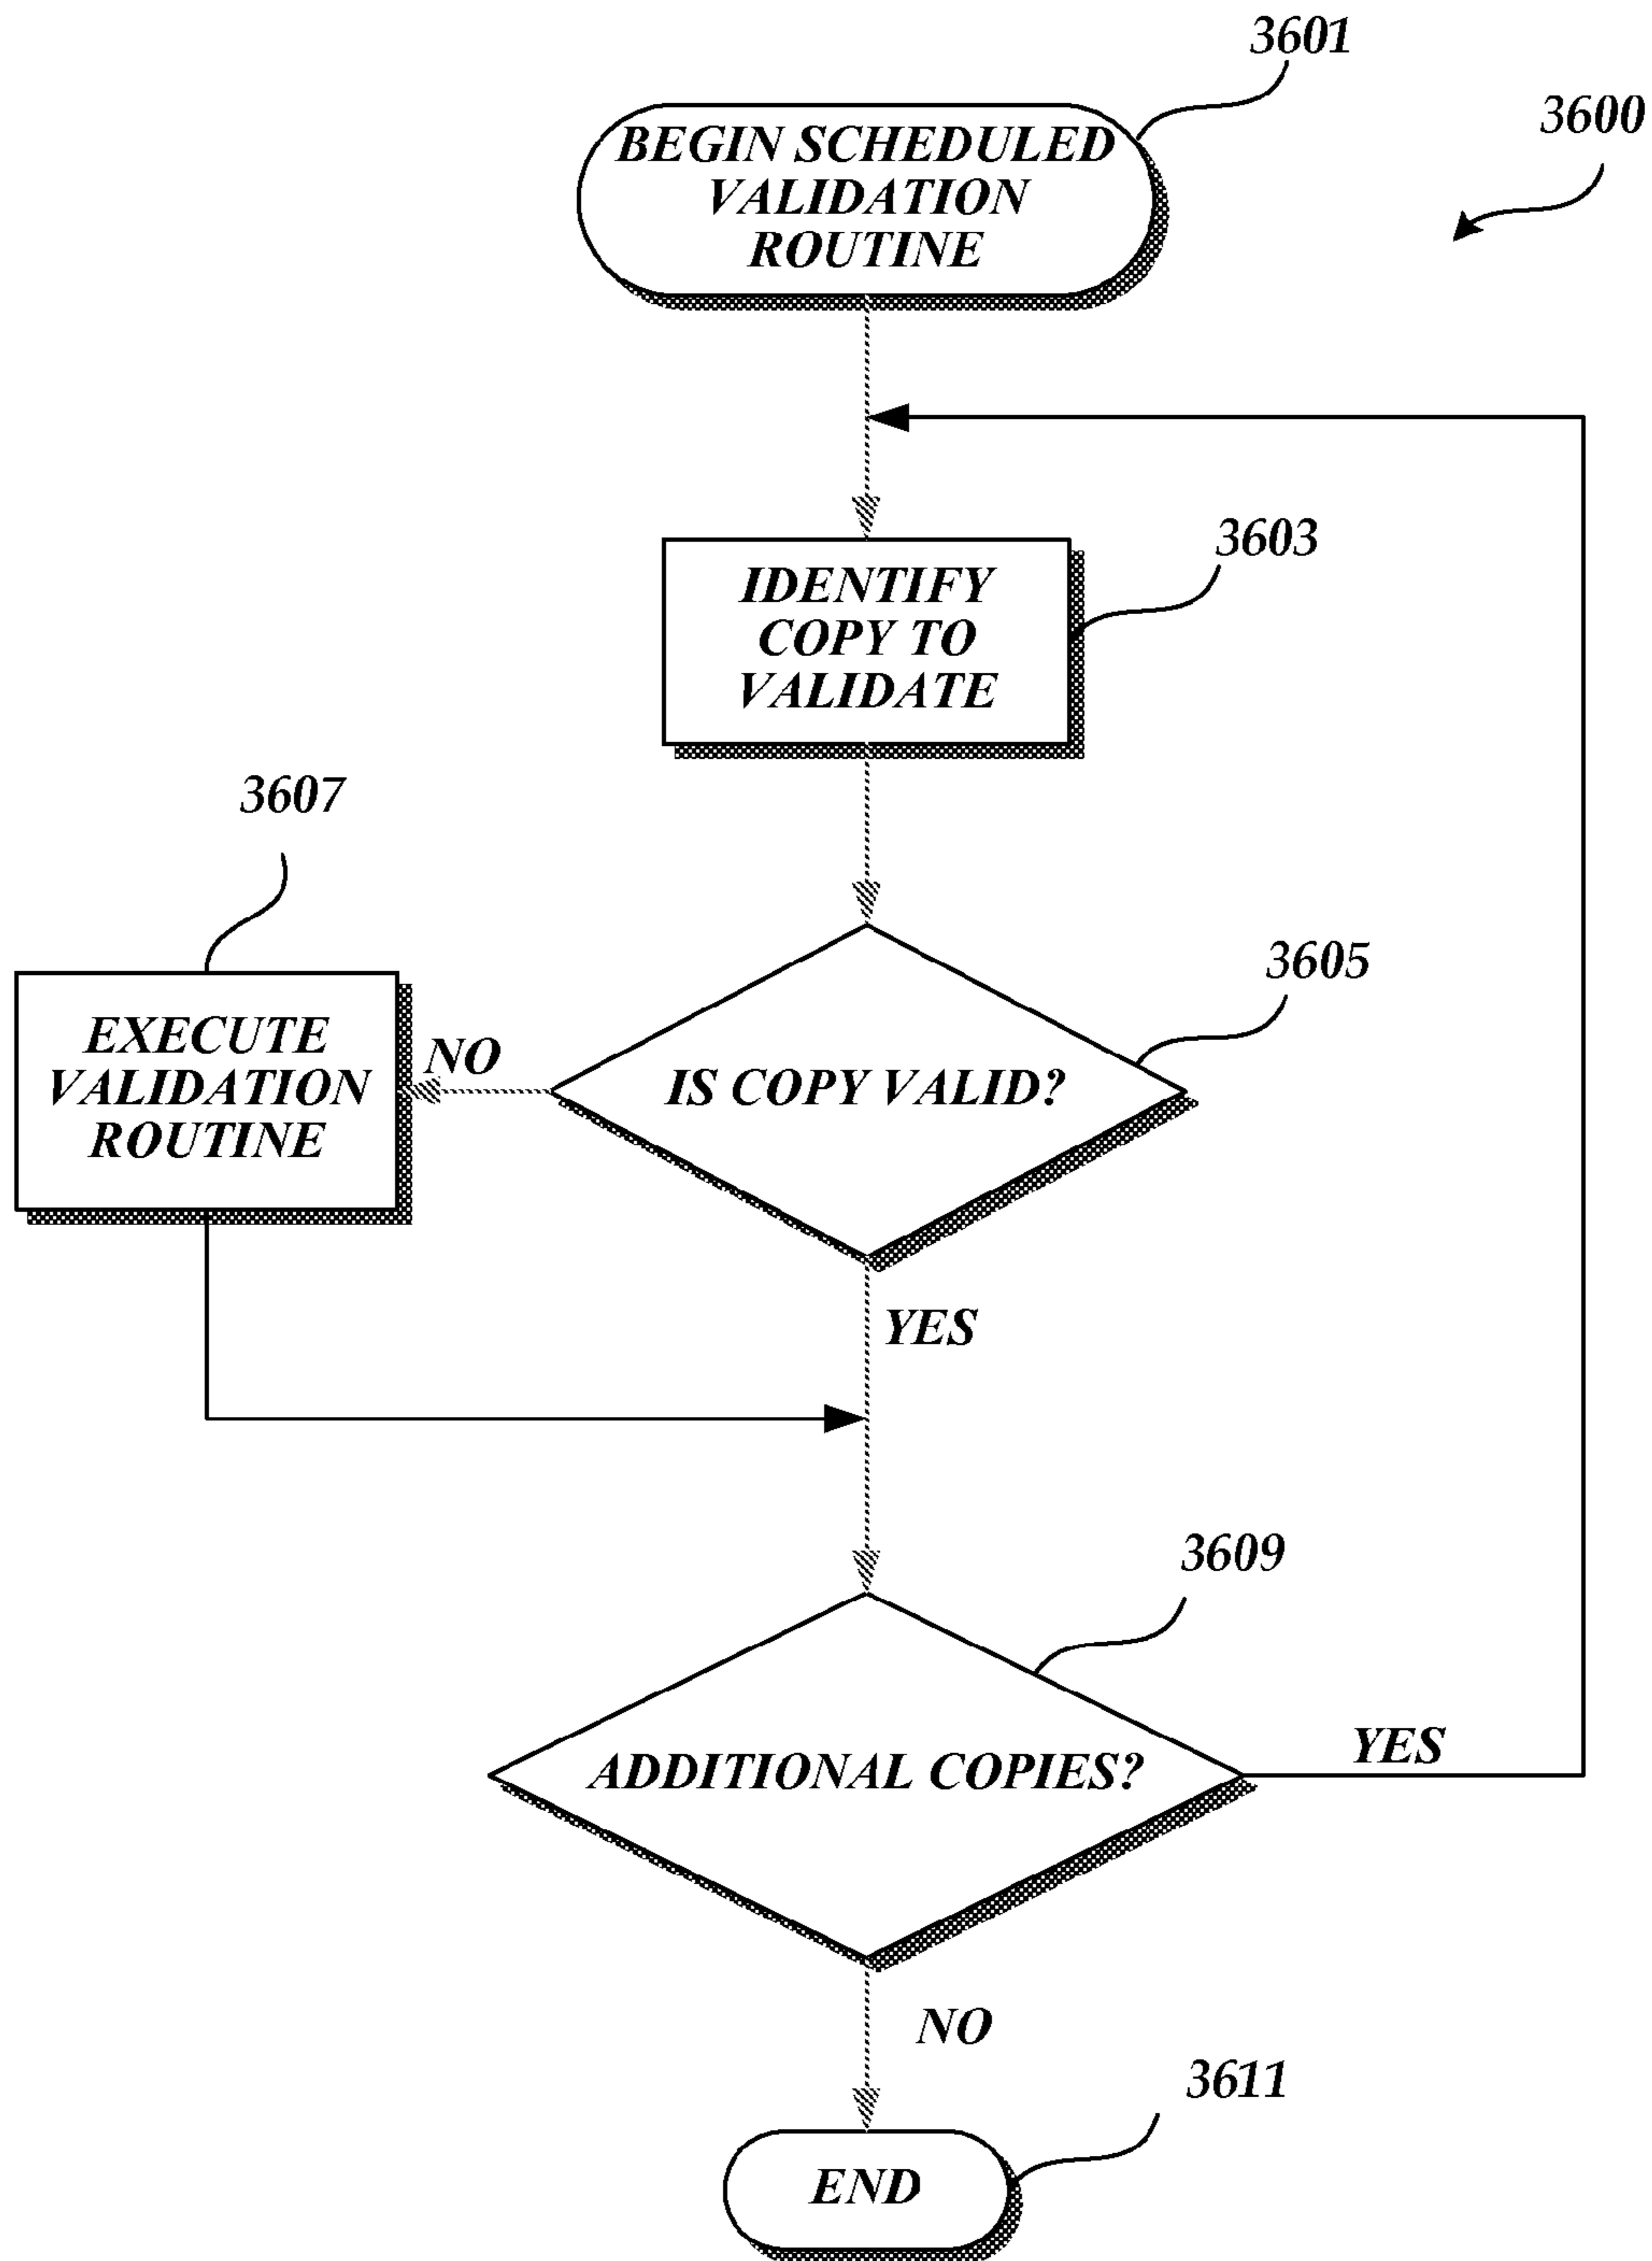 3601
3600
BEGIN SCHEDULED
VALIDATION
ROUTINE
3603
IDENTIFY
COPY TO
VALIDATE
3607
3605
EXECUTE
VALIDATION
ROUTINE
NO
IS COPY VALID?
YES
3609
ADDITIONAL COPIES?
YES
NO
3611
END